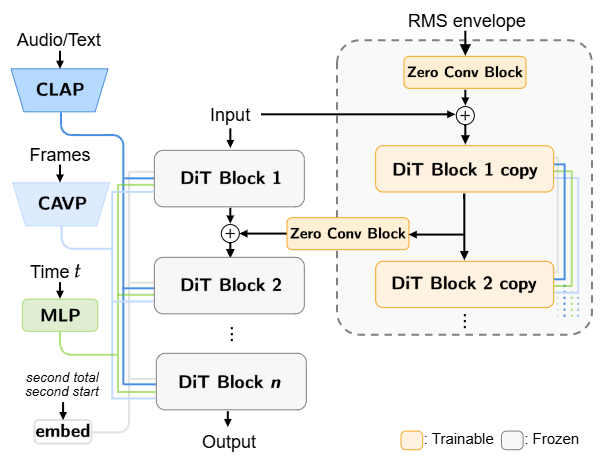 RMS envelope
Audio/Text
Zero Conv Block
CLAP
Input
+
Frames
DiT Block 1
DiT Block 1 copy
CAVP
+
Zero Conv Block
Time t
DiT Block 2
DiT Block 2 copy
MLP
...
...
second total
second start
DiT Block n
embed
Output
: Trainable
: Frozen